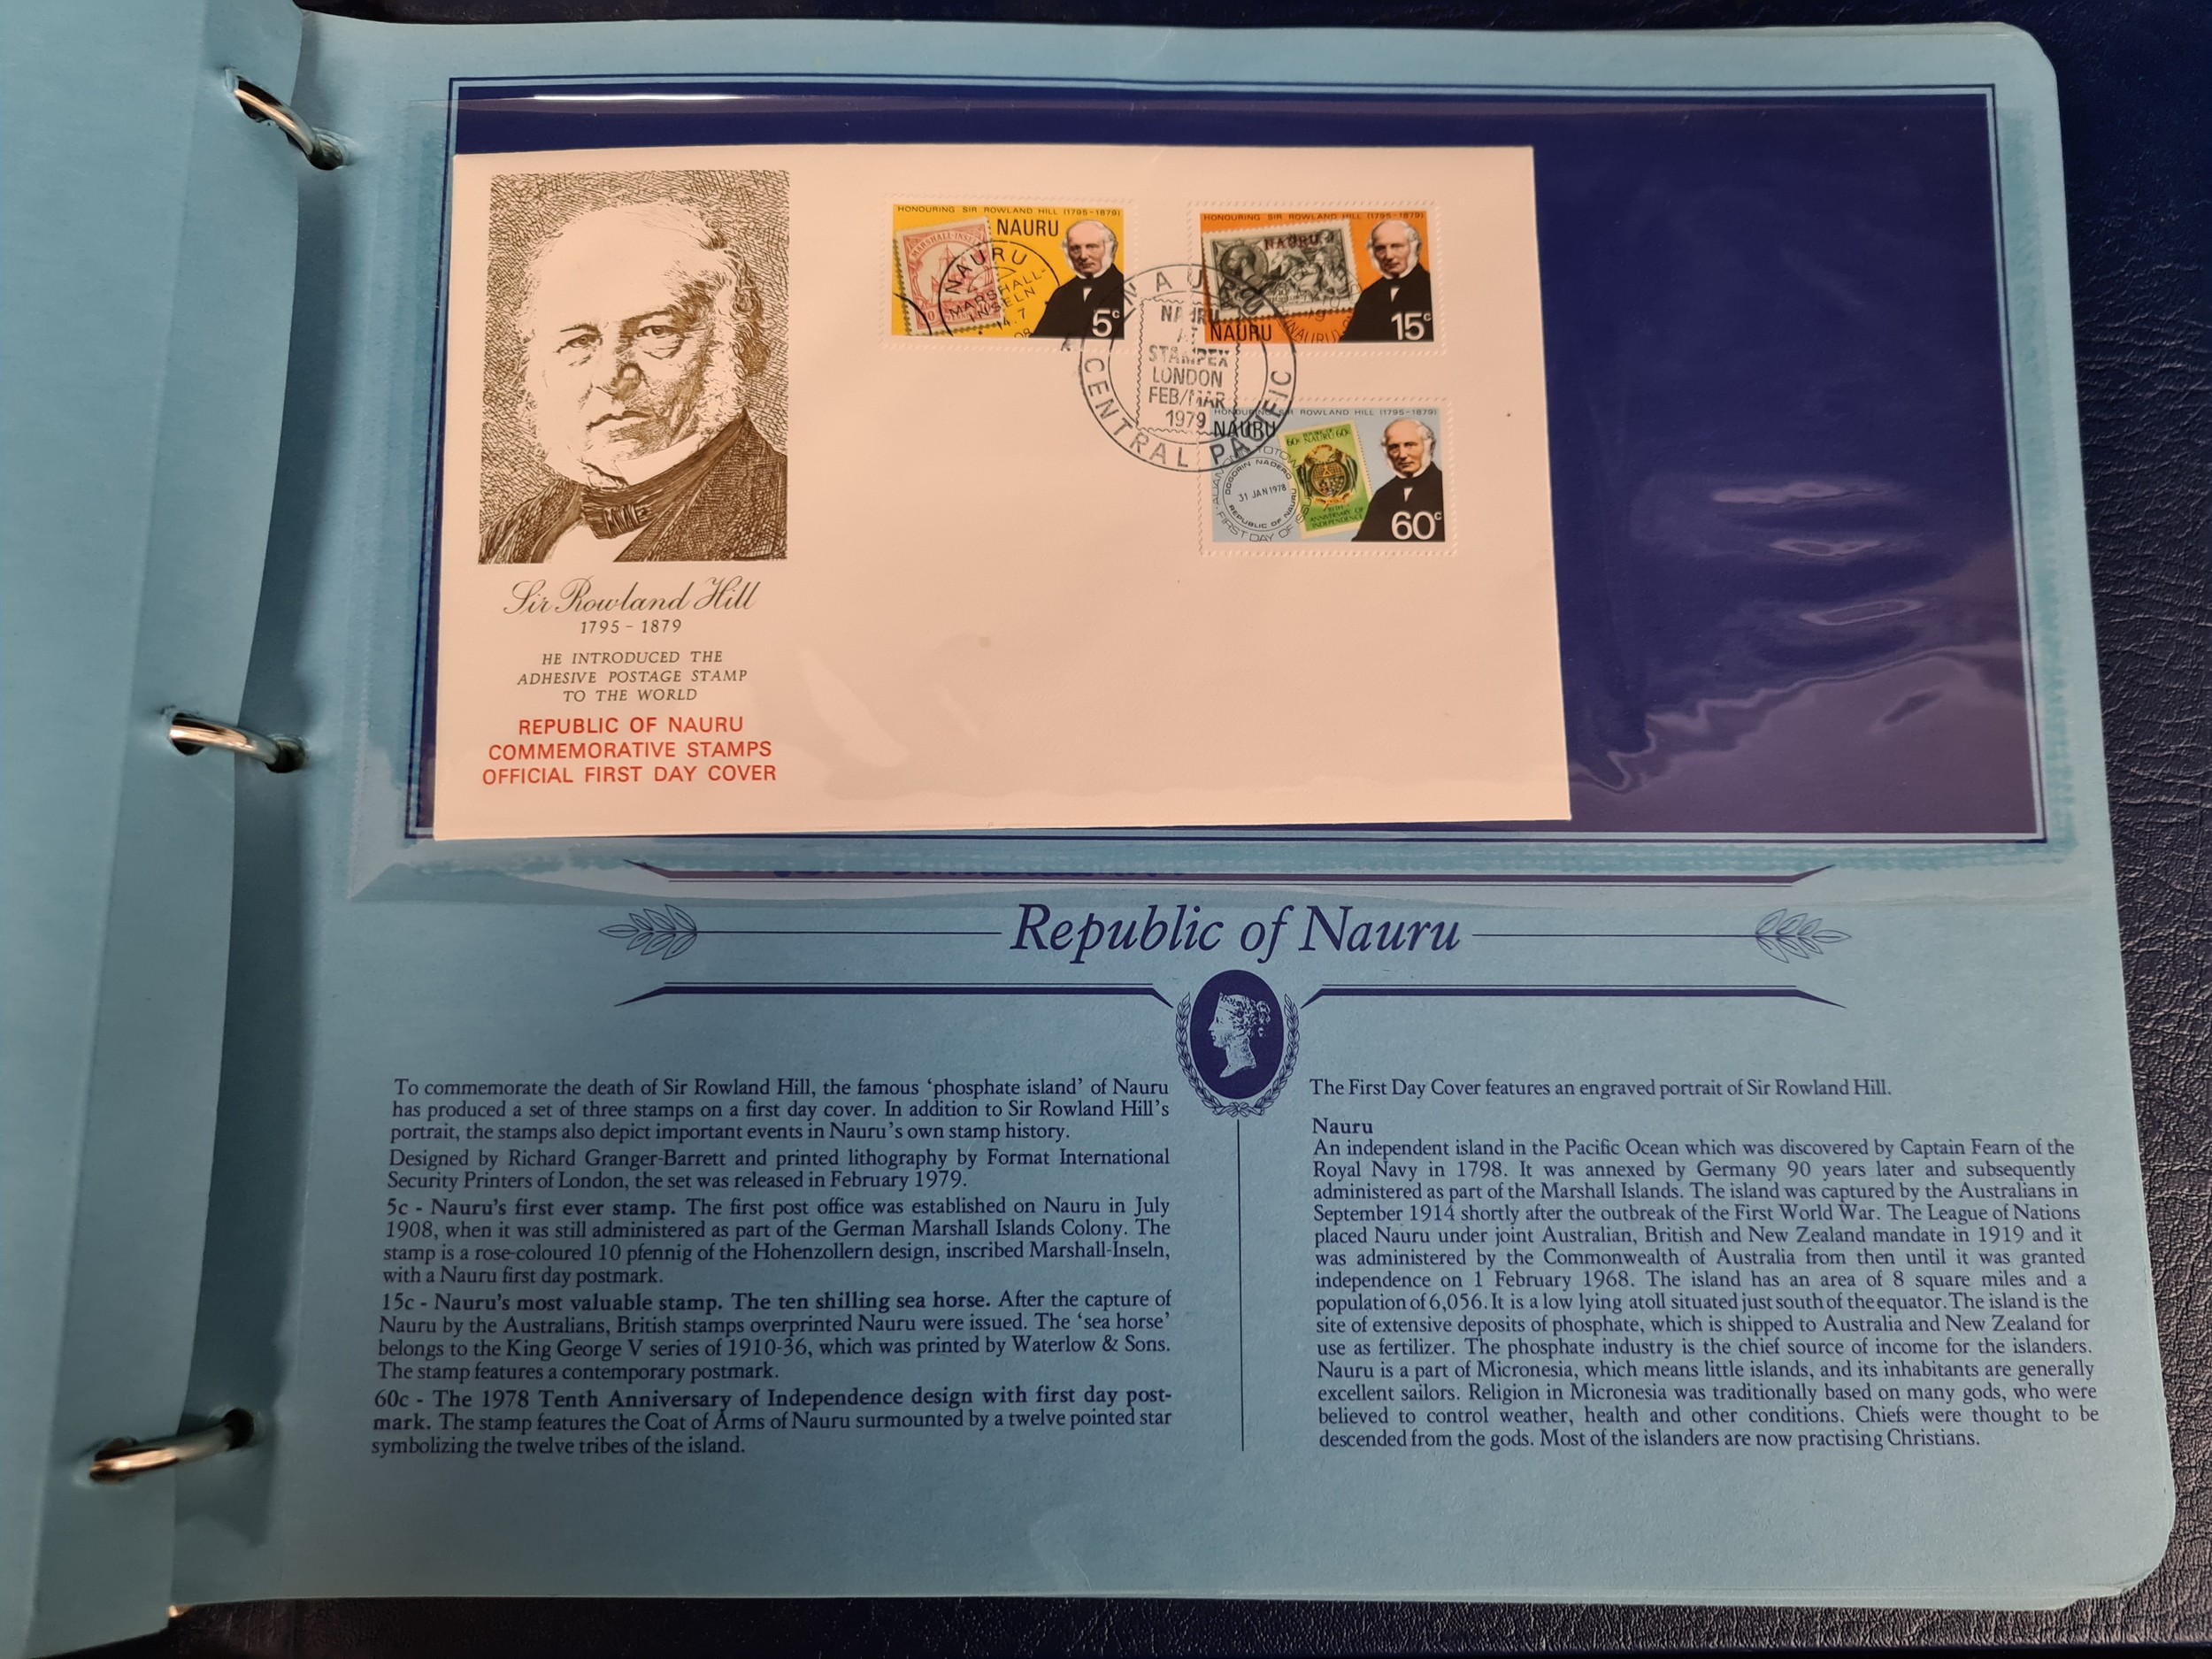 Sir Rowland Hill
1795 - 1879
HE INTRODUCED THE
ADHESIVE POSTAGE STAMP
TO THE WORLD
REPUBLIC OF NAURU
COMMEMORATIVE STAMPS
OFFICIAL FIRST DAY COVER
HONOURING SIR ROWLAND HILL (1795-1879)
NAURU
MARSHALL-INSELN
NAURU
MARSHALL-
INSELN
14.7
08
5c
HONOURING SIR ROWLAND HILL (1795-1879)
NAURU
NAURU
15c
NAURU
NAURU
AT
STAMPEX
LONDON
FEB/MAR
1979
CENTRAL PACIFIC
HONOURING SIR ROWLAND HILL (1795-1879)
NAURU
REPUBLIC OF
60c NAURU 60c
31 JAN 1978
REPUBLIC OF NAURU
FIRST DAY OF
ANNIVERSARY OF
INDEPENDENCE
60c
Republic of Nauru
To commemorate the death of Sir Rowland Hill, the famous ‘phosphate island’ of Nauru
has produced a set of three stamps on a first day cover. In addition to Sir Rowland Hill’s
portrait, the stamps also depict important events in Nauru’s own stamp history.
Designed by Richard Granger-Barrett and printed lithography by Format International
Security Printers of London, the set was released in February 1979.
5c - Nauru’s first ever stamp. The first post office was established on Nauru in July
1908, when it was still administered as part of the German Marshall Islands Colony. The
stamp is a rose-coloured 10 pfennig of the Hohenzollern design, inscribed Marshall-Inseln,
with a Nauru first day postmark.
15c - Nauru’s most valuable stamp. The ten shilling sea horse. After the capture of
Nauru by the Australians, British stamps overprinted Nauru were issued. The ‘sea horse’
belongs to the King George V series of 1910-36, which was printed by Waterlow & Sons.
The stamp features a contemporary postmark.
60c - The 1978 Tenth Anniversary of Independence design with first day post-
mark. The stamp features the Coat of Arms of Nauru surmounted by a twelve pointed star
symbolizing the twelve tribes of the island.
The First Day Cover features an engraved portrait of Sir Rowland Hill.
Nauru
An independent island in the Pacific Ocean which was discovered by Captain Fearn of the
Royal Navy in 1798. It was annexed by Germany 90 years later and subsequently
administered as part of the Marshall Islands. The island was captured by the Australians in
September 1914 shortly after the outbreak of the First World War. The League of Nations
placed Nauru under joint Australian, British and New Zealand mandate in 1919 and it
was administered by the Commonwealth of Australia from then until it was granted
independence on 1 February 1968. The island has an area of 8 square miles and a
population of 6,056. It is a low lying atoll situated just south of the equator. The island is the
site of extensive deposits of phosphate, which is shipped to Australia and New Zealand for
use as fertilizer. The phosphate industry is the chief source of income for the islanders.
Nauru is a part of Micronesia, which means little islands, and its inhabitants are generally
excellent sailors. Religion in Micronesia was traditionally based on many gods, who were
believed to control weather, health and other conditions. Chiefs were thought to be
descended from the gods. Most of the islanders are now practising Christians.